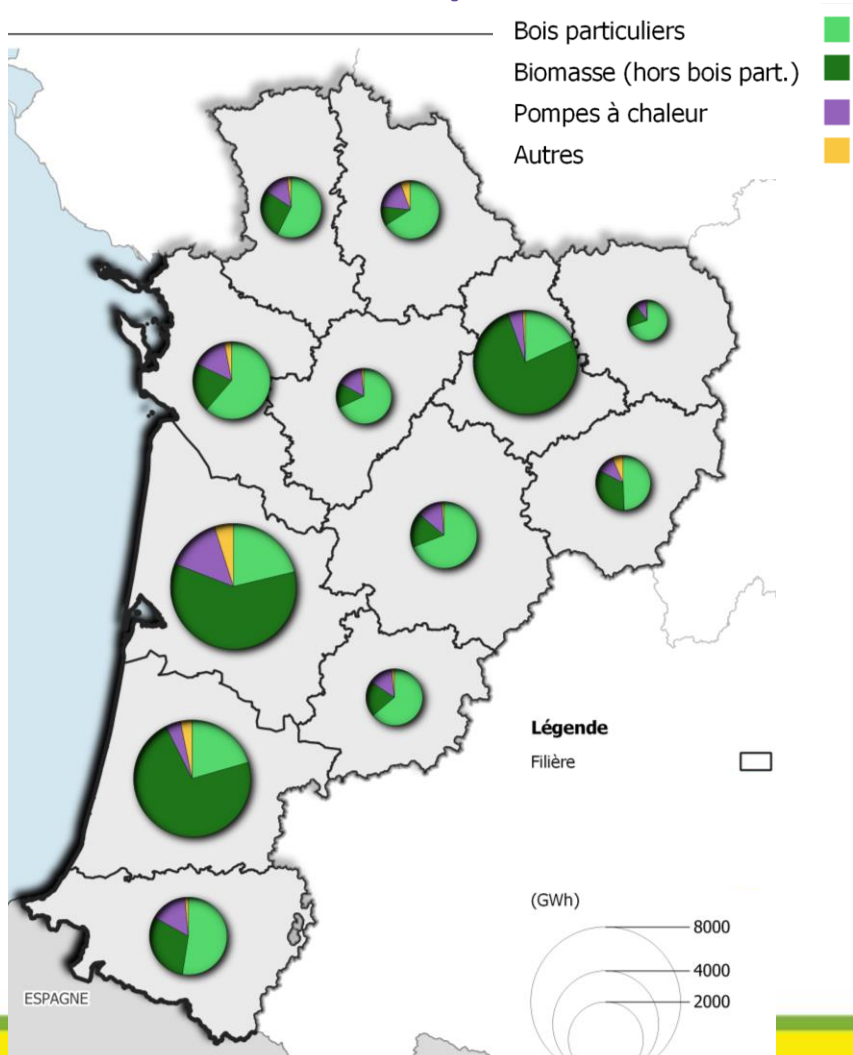 Bois particuliers
Biomasse (hors bois part.)
Pompes à chaleur
Autres
Légende
Filière
(GWh)
8000
4000
2000
ESPAGNE